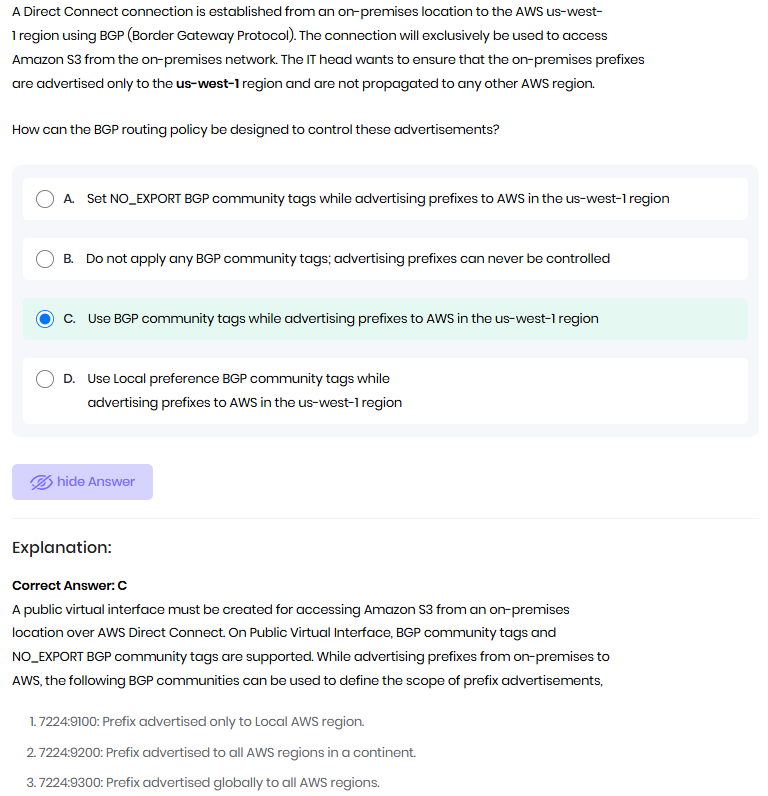 A Direct Connect connection is established from an on-premises location to the AWS us-west-
1 region using BGP (Border Gateway Protocol). The connection will exclusively be used to access
Amazon S3 from the on-premises network. The IT head wants to ensure that the on-premises prefixes
are advertised only to the us-west-1 region and are not propagated to any other AWS region.
How can the BGP routing policy be designed to control these advertisements?
A. Set NO_EXPORT BGP community tags while advertising prefixes to AWS in the us-west-1 region
B. Do not apply any BGP community tags; advertising prefixes can never be controlled
C. Use BGP community tags while advertising prefixes to AWS in the us-west-1 region
D. Use Local preference BGP community tags while
advertising prefixes to AWS in the us-west-1 region
hide Answer
Explanation:
Correct Answer: C
A public virtual interface must be created for accessing Amazon S3 from an on-premises
location over AWS Direct Connect. On Public Virtual Interface, BGP community tags and
NO_EXPORT BGP community tags are supported. While advertising prefixes from on-premises to
AWS, the following BGP communities can be used to define the scope of prefix advertisements,
1. 7224:9100: Prefix advertised only to Local AWS region.
2. 7224:9200: Prefix advertised to all AWS regions in a continent.
3. 7224:9300: Prefix advertised globally to all AWS regions.